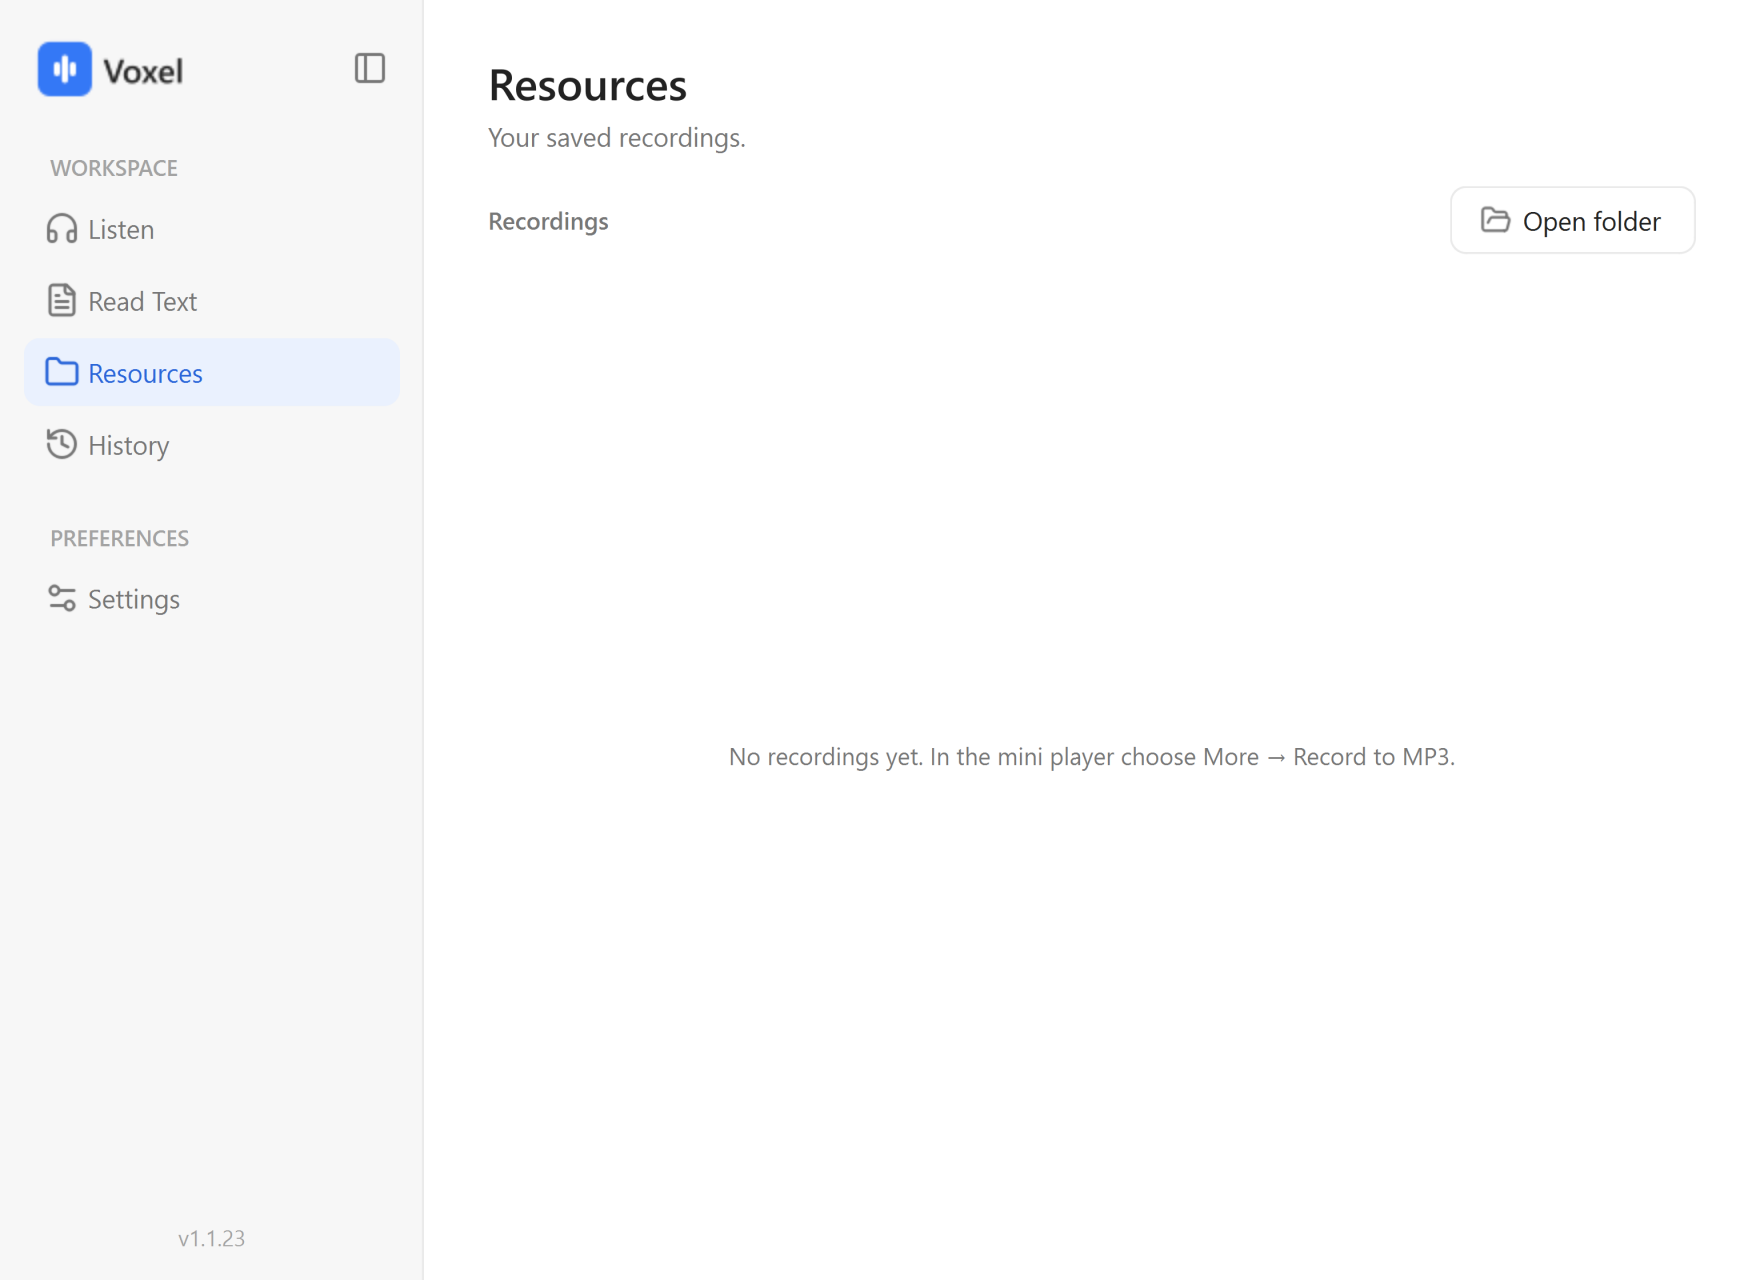 Voxel
WORKSPACE
Listen
Read Text
Resources
History
PREFERENCES
Settings
v1.1.23
Resources
Your saved recordings.
Recordings
Open folder
No recordings yet. In the mini player choose More → Record to MP3.